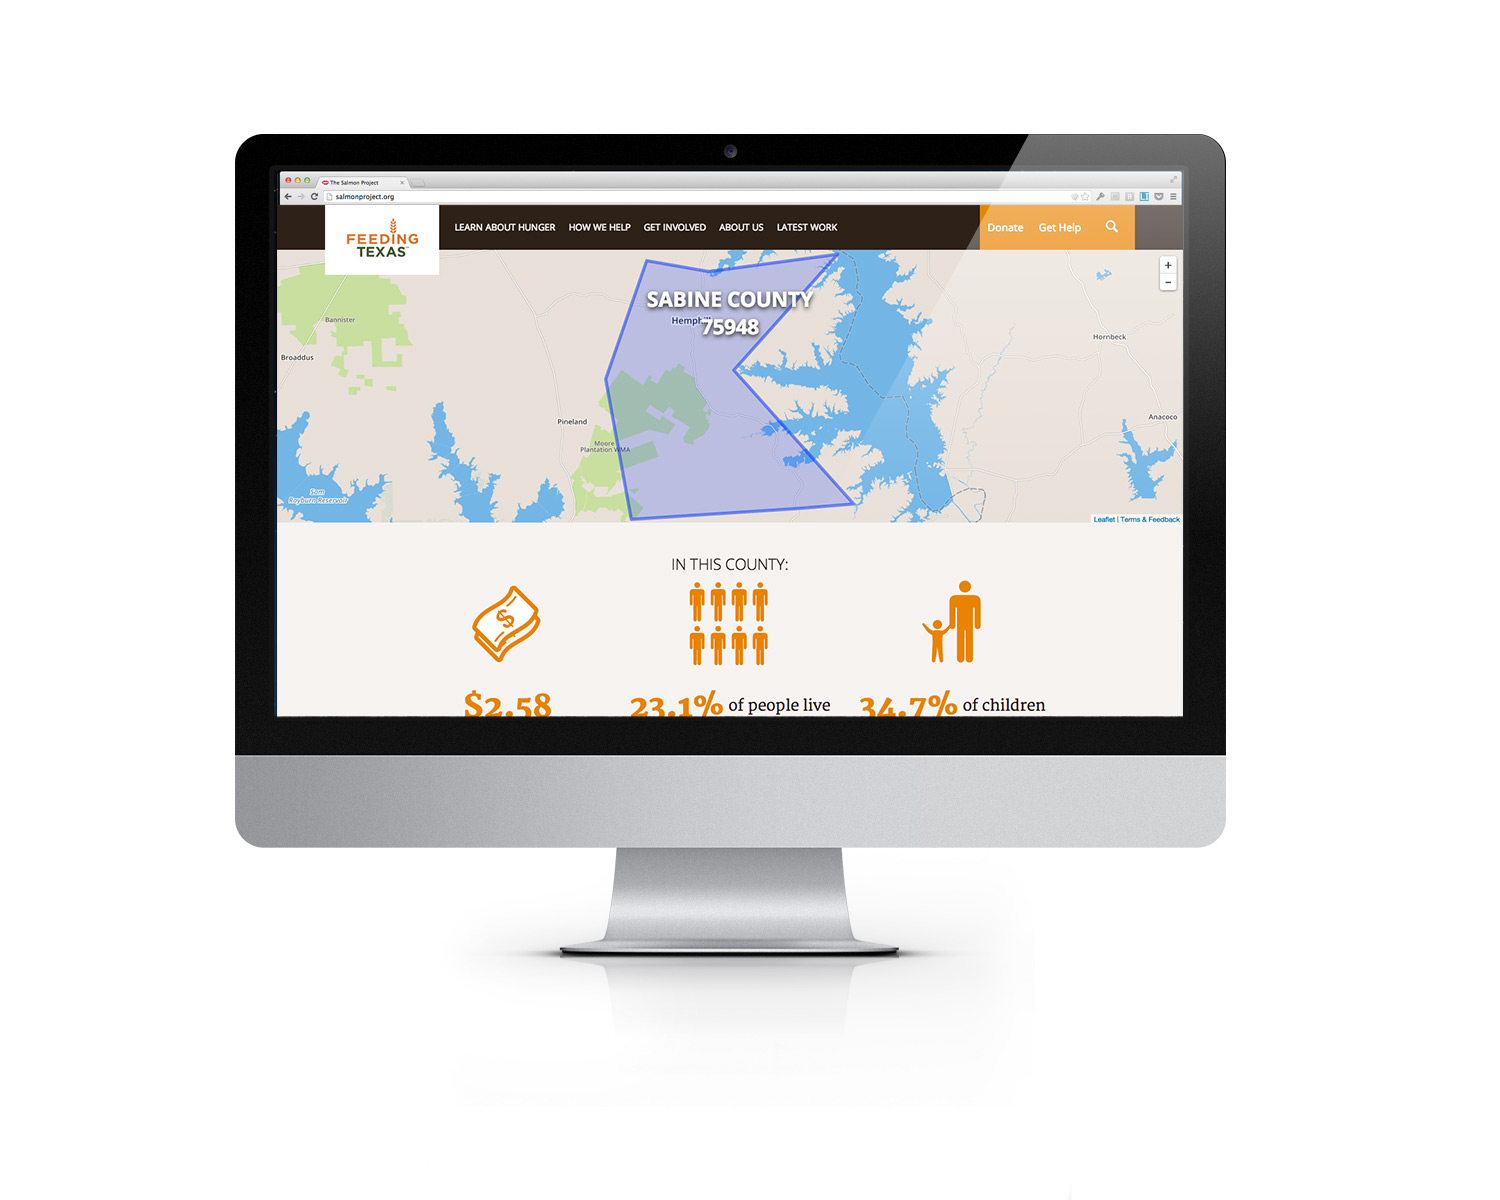 The Salmon Project
salmonproject.org
FEEDING
TEXAS
LEARN ABOUT HUNGER HOW WE HELP GET INVOLVED ABOUT US LATEST WORK
Donate Get Help
SABINE COUNTY
75948
Bannister
Broaddus
Hornbeck
Pineland
Moore
Plantation WMA
Anacoco
Sam
Rayburn Reservoir
+
-
Leaflet | Terms & Feedback
IN THIS COUNTY:
$
$2.58
23.1% of people live
34.7% of children